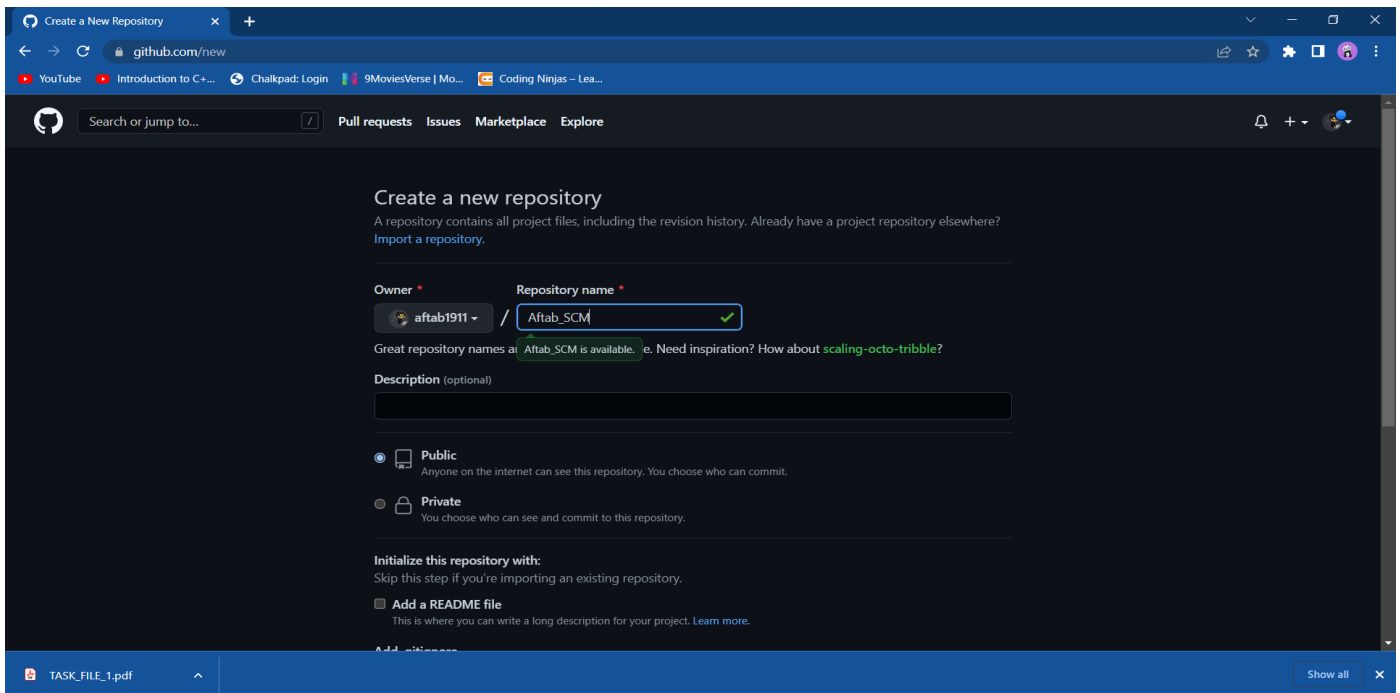 Create a New Repository
github.com/new
YouTube Introduction to C+... Chalkpad: Login 9MoviesVerse | Mo... Coding Ninjas – Lea...
Search or jump to... / Pull requests Issues Marketplace Explore
Create a new repository
A repository contains all project files, including the revision history. Already have a project repository elsewhere?
Import a repository.
Owner * Repository name *
aftab1911 / Aftab_SCM
Great repository names a e. Need inspiration? How about scaling-octo-tribble?
Aftab_SCM is available.
Description (optional)
Public
Anyone on the internet can see this repository. You choose who can commit.
Private
You choose who can see and commit to this repository.
Initialize this repository with:
Skip this step if you're importing an existing repository.
Add a README file
This is where you can write a long description for your project. Learn more.
Add .gitignore
TASK_FILE_1.pdf Show all